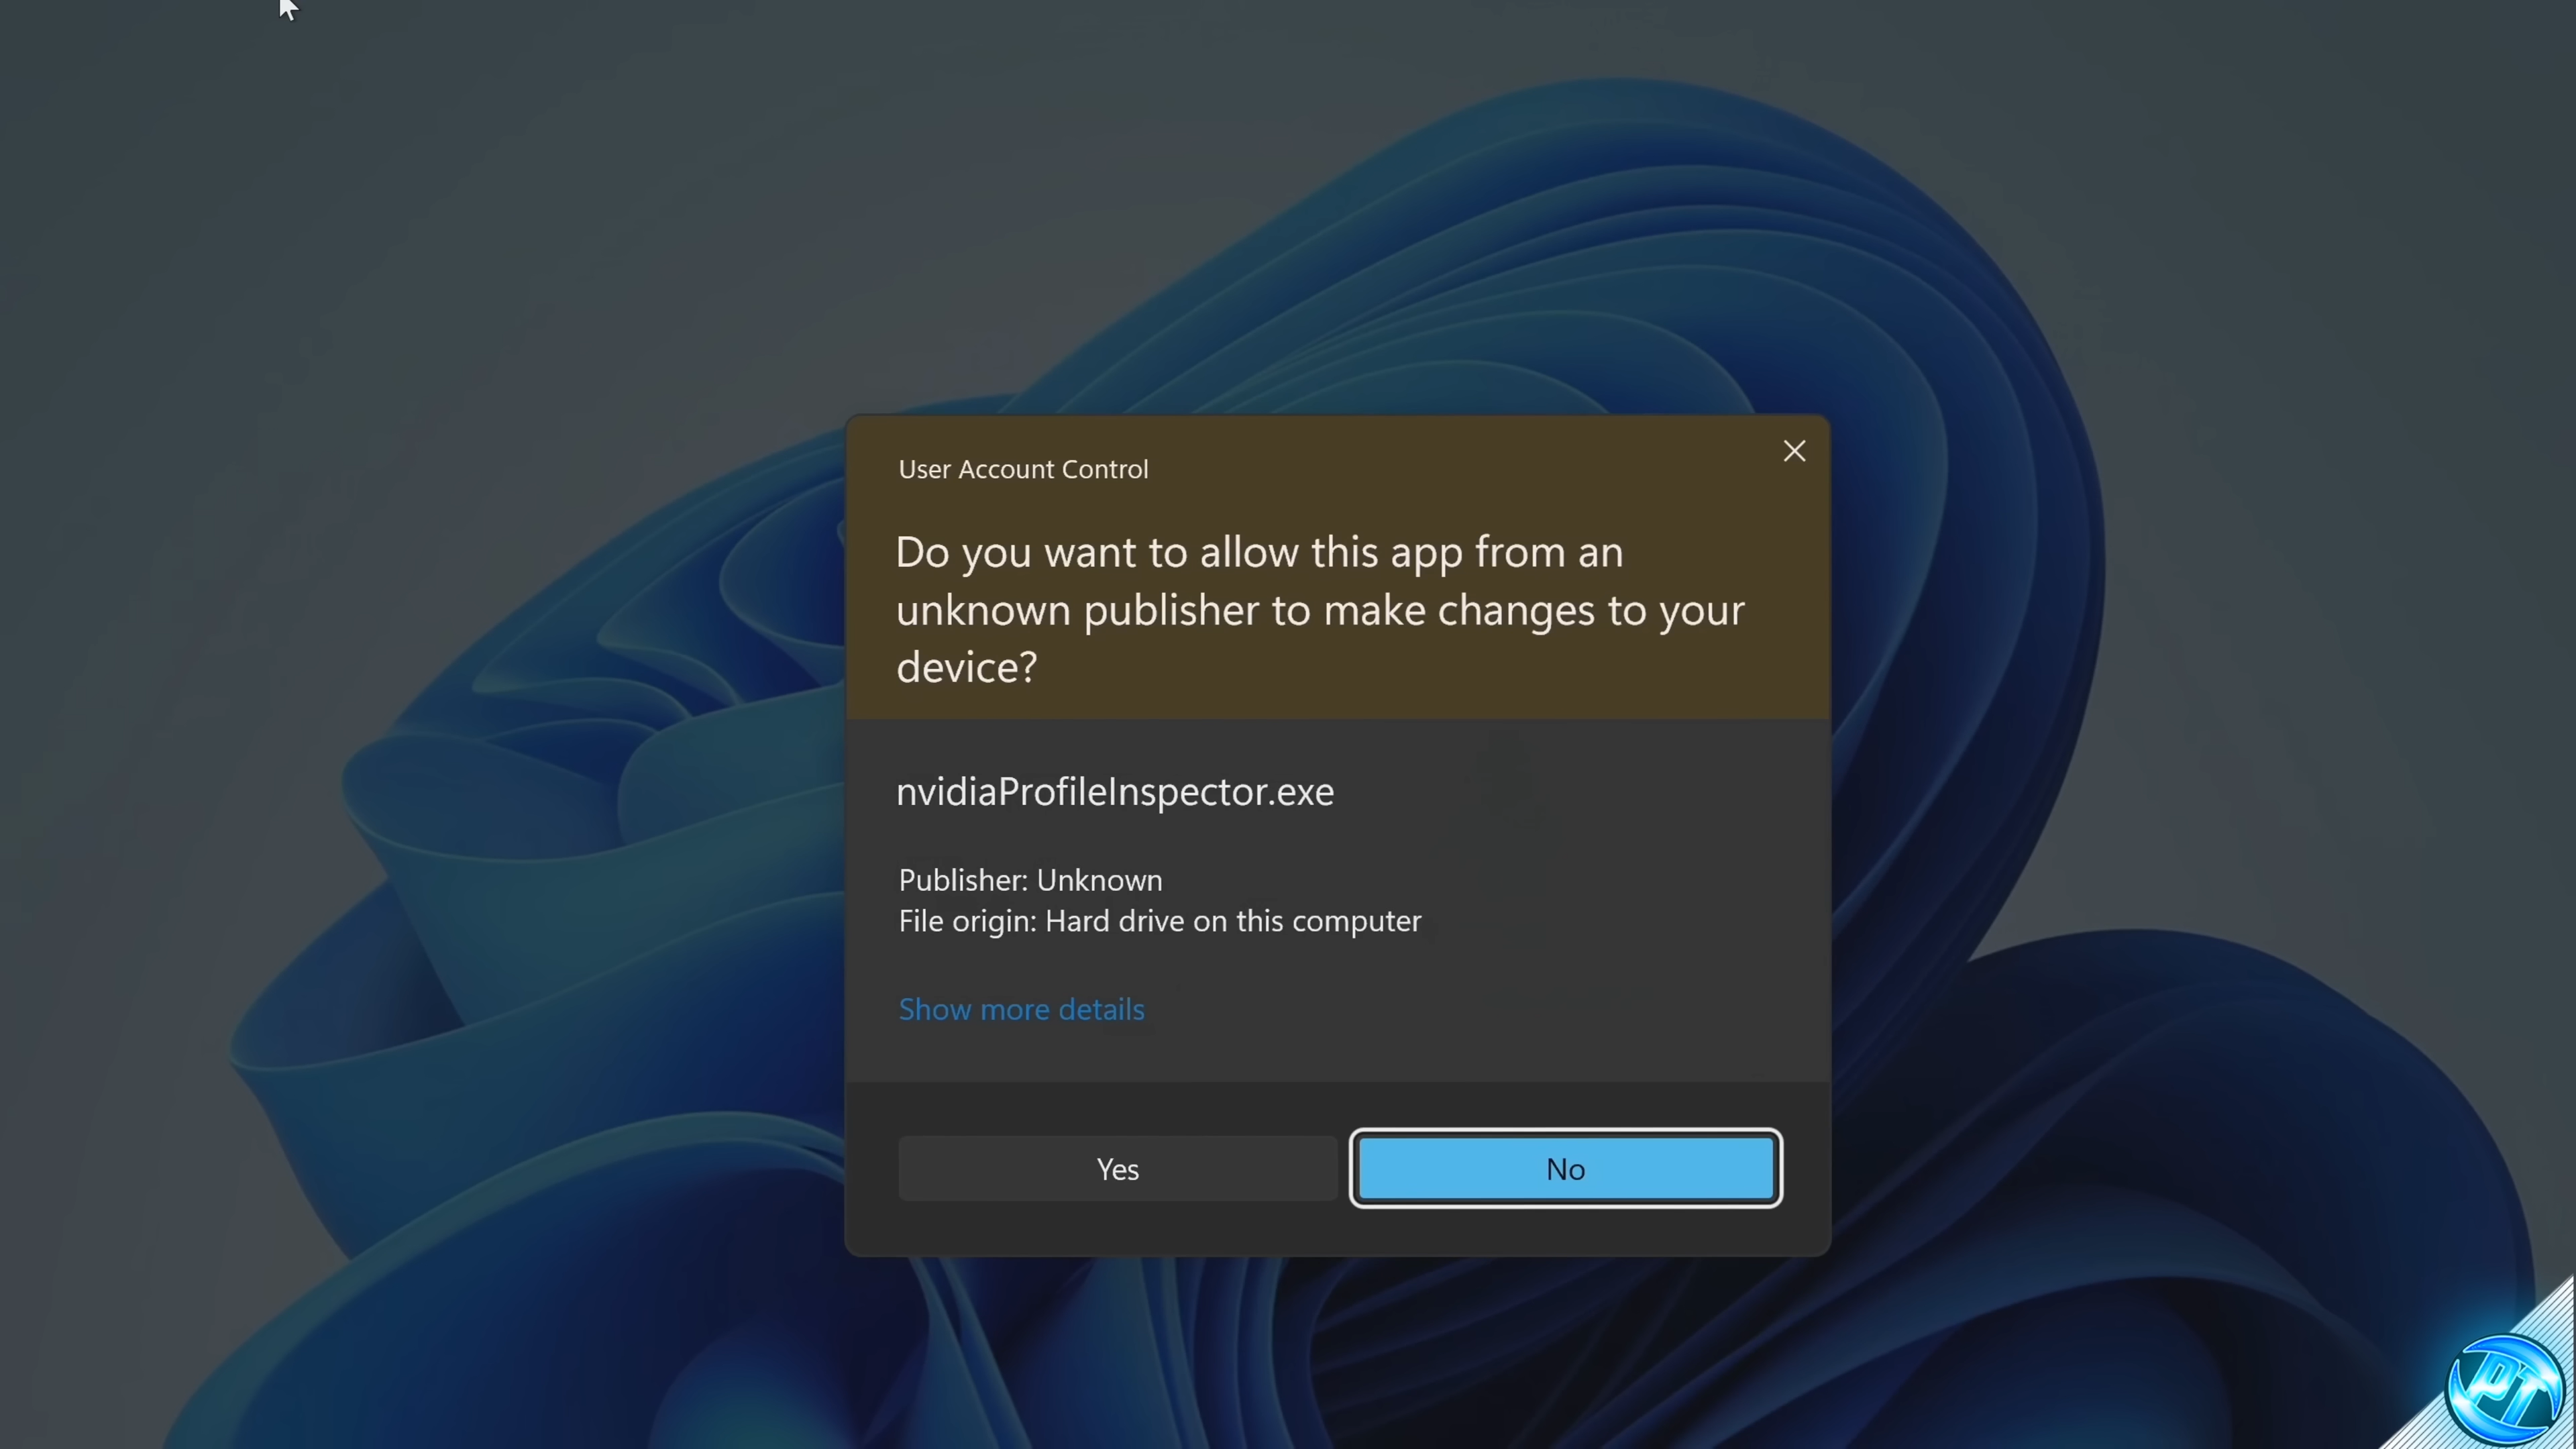 User Account Control
Do you want to allow this app from an
unknown publisher to make changes to your
device?
nvidiaProfileInspector.exe
Publisher: Unknown
File origin: Hard drive on this computer
Show more details
Yes
No
PT